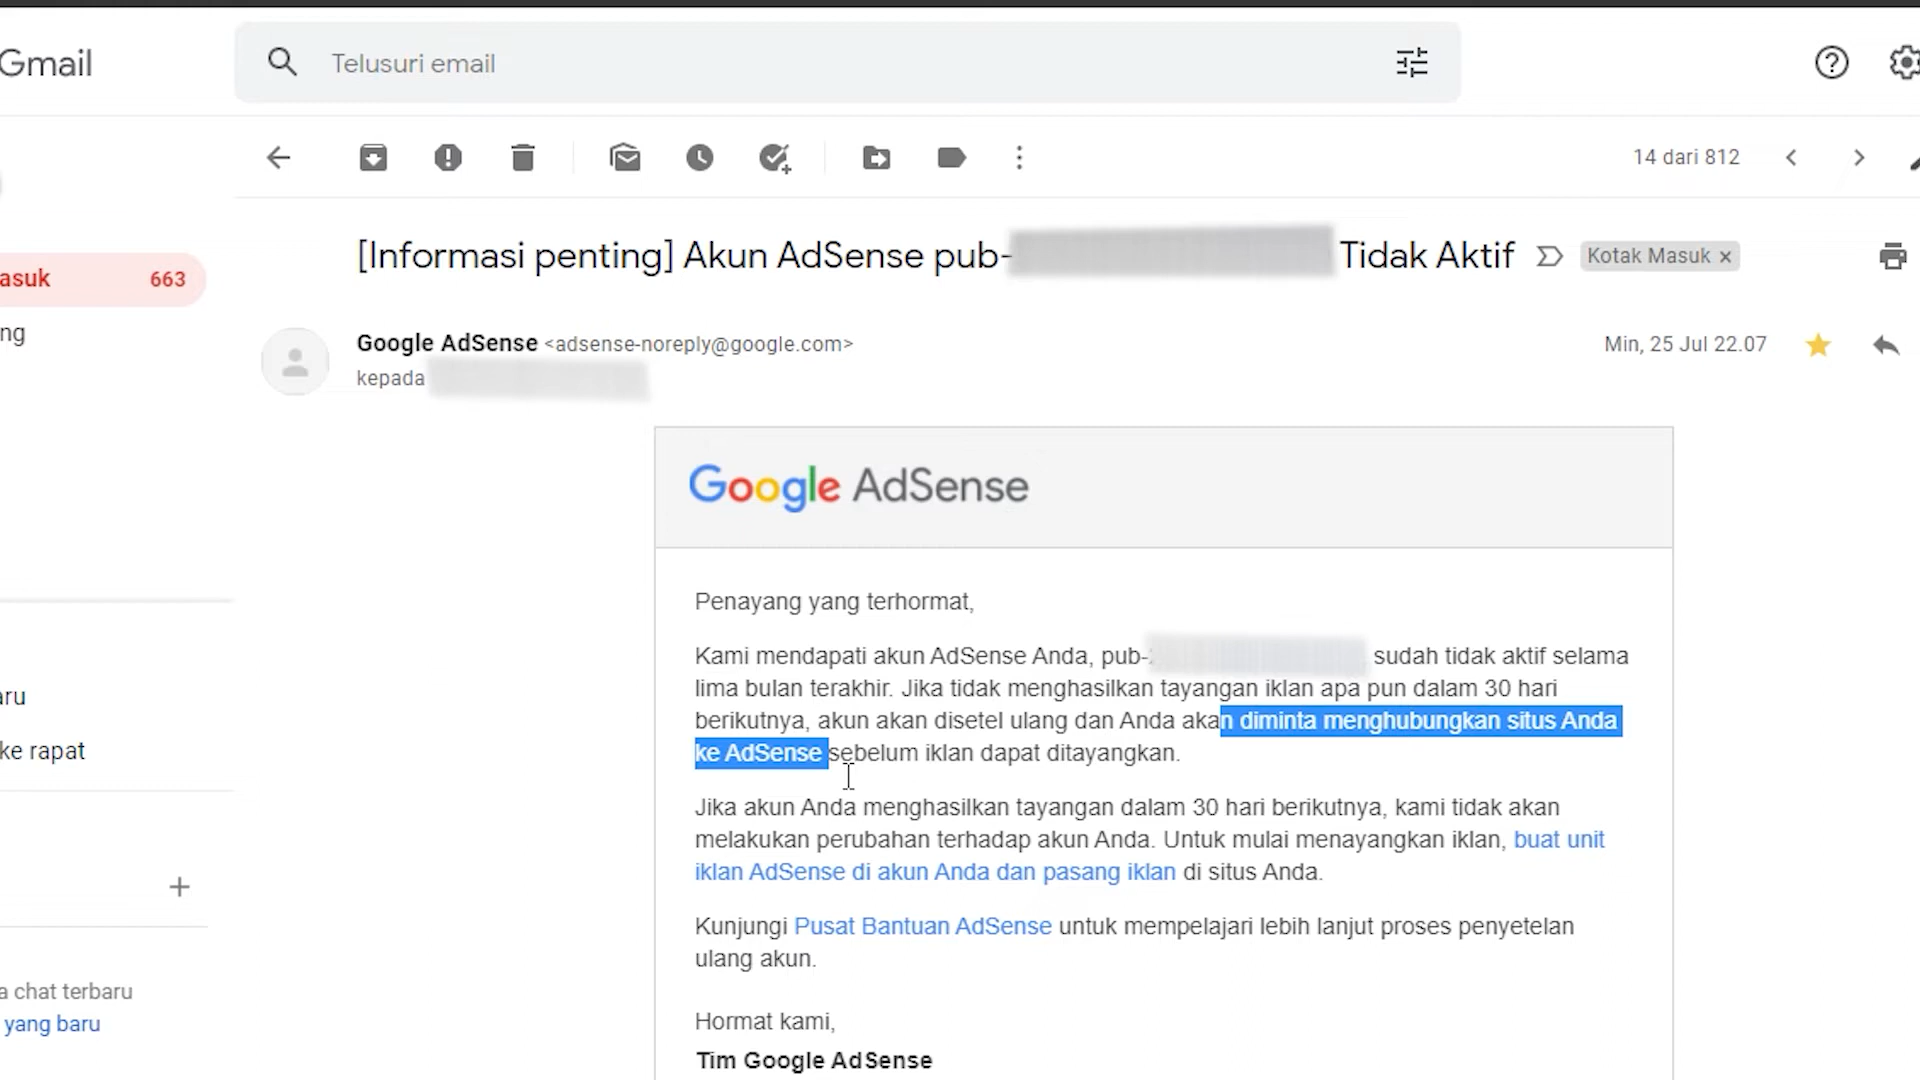 Gmail
Telusuri email
14 dari 812
[Informasi penting] Akun AdSense pub- Tidak Aktif
Kotak Masuk ×
Google AdSense <adsense-noreply@google.com>
Min, 25 Jul 22.07
kepada
asuk 663
ng
aru
ke rapat
a chat terbaru
yang baru
Google AdSense
Penayang yang terhormat,
Kami mendapati akun AdSense Anda, pub- sudah tidak aktif selama
lima bulan terakhir. Jika tidak menghasilkan tayangan iklan apa pun dalam 30 hari
berikutnya, akun akan disetel ulang dan Anda akan diminta menghubungkan situs Anda
ke AdSense sebelum iklan dapat ditayangkan.
Jika akun Anda menghasilkan tayangan dalam 30 hari berikutnya, kami tidak akan
melakukan perubahan terhadap akun Anda. Untuk mulai menayangkan iklan, buat unit
iklan AdSense di akun Anda dan pasang iklan di situs Anda.
Kunjungi Pusat Bantuan AdSense untuk mempelajari lebih lanjut proses penyetelan
ulang akun.
Hormat kami,
Tim Google AdSense